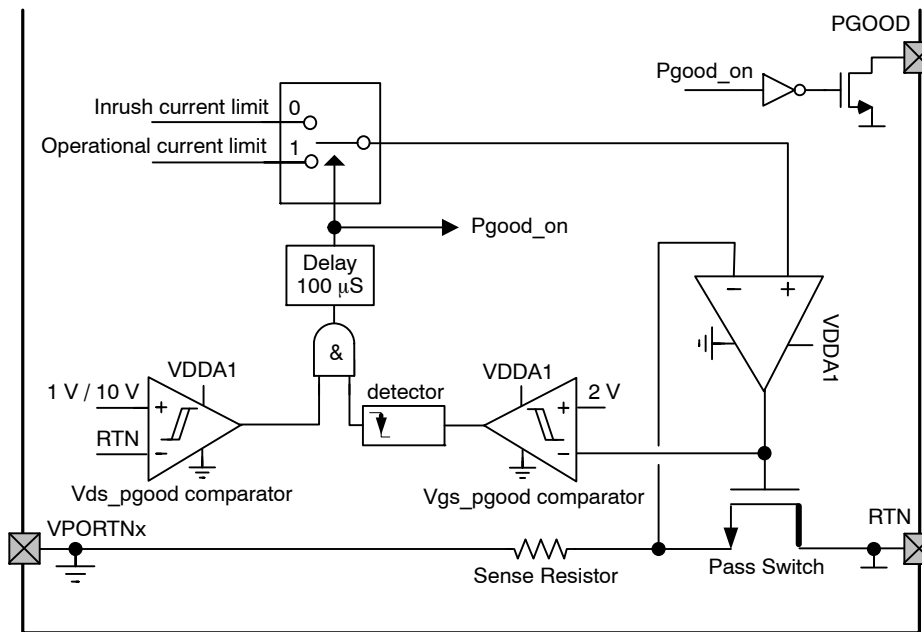 PGOOD
Pgood_on
Inrush current limit
0
Operational current limit
1
Pgood_on
Delay
100 μS
− +
VDDA1
&
1 V / 10 V
VDDA1
detector
VDDA1
2 V
+
RTN
−
+
−
Vds_pgood comparator
Vgs_pgood comparator
VPORTNx
RTN
Sense Resistor
Pass Switch